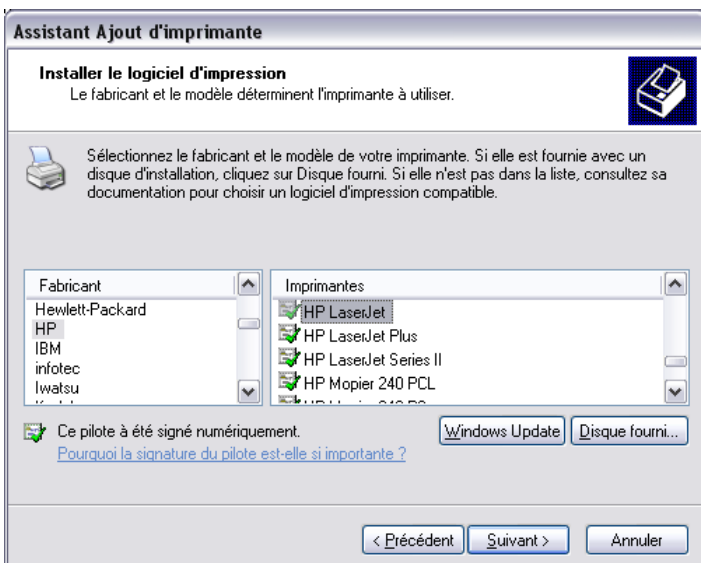 Assistant Ajout d'imprimante
Installer le logiciel d'impression
Le fabricant et le modèle déterminent l'imprimante à utiliser.
Sélectionnez le fabricant et le modèle de votre imprimante. Si elle est fournie avec un
disque d'installation, cliquez sur Disque fourni. Si elle n'est pas dans la liste, consultez sa
documentation pour choisir un logiciel d'impression compatible.
Fabricant
Hewlett-Packard
HP
IBM
infotec
Iwatsu
Imprimantes
HP LaserJet
HP LaserJet Plus
HP LaserJet Series II
HP Mopier 240 PCL
Ce pilote à été signé numériquement.
Pourquoi la signature du pilote est-elle si importante ?
Windows Update
Disque fourni...
< Précédent
Suivant >
Annuler